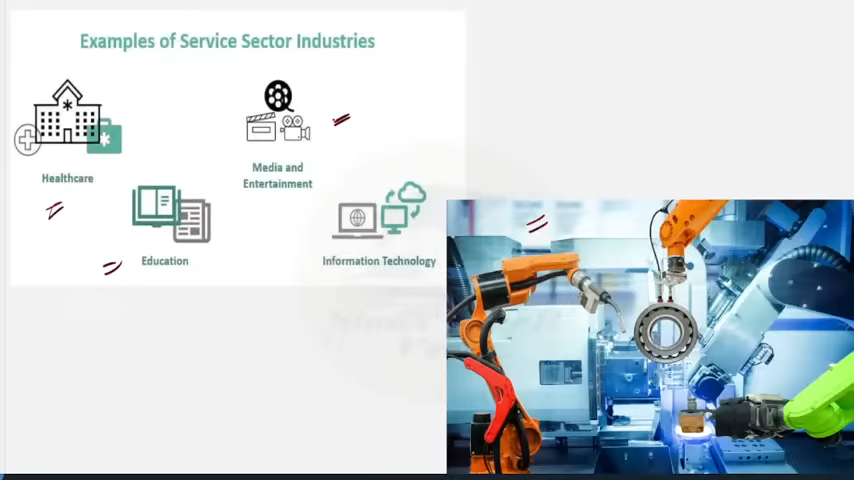 Examples of Service Sector Industries
Healthcare
Media and
Entertainment
Education
Information Technology